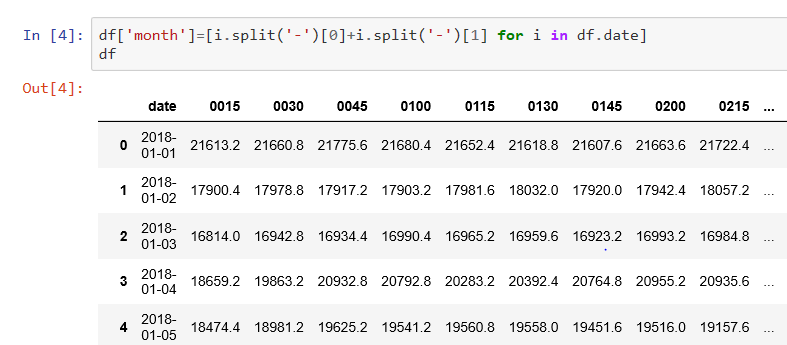 In [4]: df['month']=[i.split('-')[0]+i.split('-')[1] for i in df.date]
df
Out[4]:
date 0015 0030 0045 0100 0115 0130 0145 0200 0215 ...
0 2018-01-01 21613.2 21660.8 21775.6 21680.4 21652.4 21618.8 21607.6 21663.6 21722.4 ...
1 2018-01-02 17900.4 17978.8 17917.2 17903.2 17981.6 18032.0 17920.0 17942.4 18057.2 ...
2 2018-01-03 16814.0 16942.8 16934.4 16990.4 16965.2 16959.6 16923.2 16993.2 16984.8 ...
3 2018-01-04 18659.2 19863.2 20932.8 20792.8 20283.2 20392.4 20764.8 20955.2 20935.6 ...
4 2018-01-05 18474.4 18981.2 19625.2 19541.2 19560.8 19558.0 19451.6 19516.0 19157.6 ...